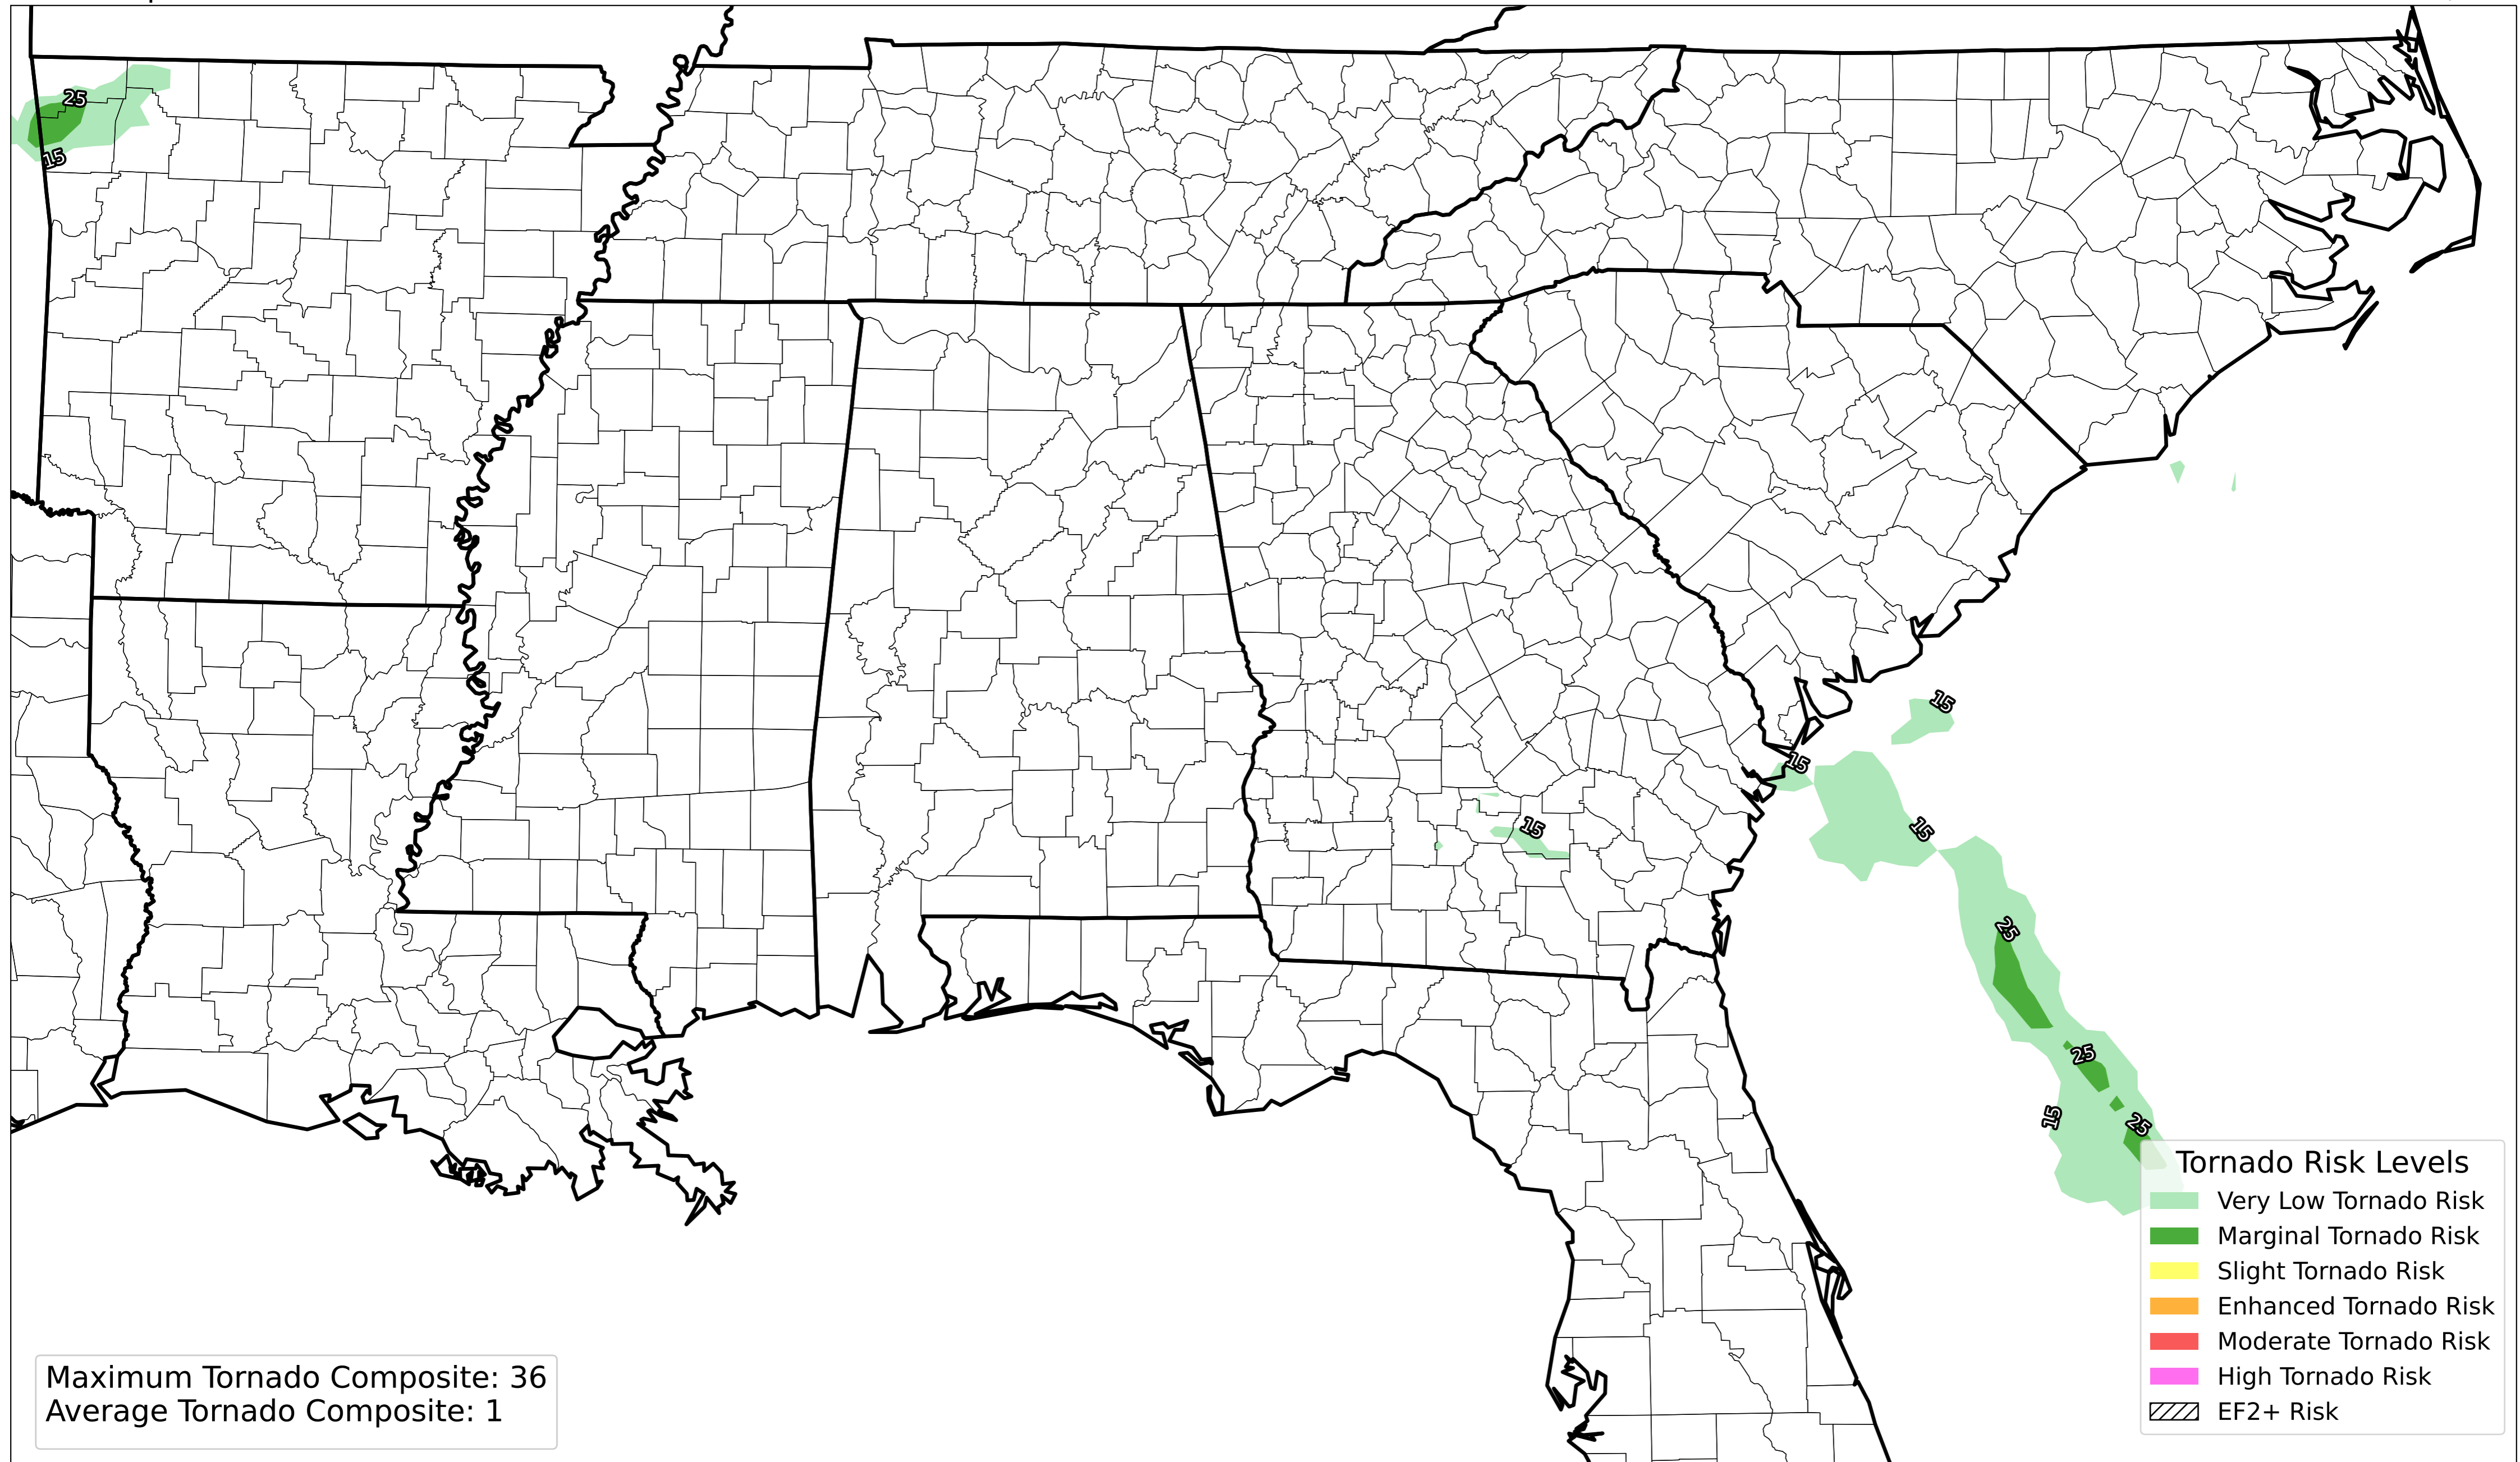 25
15
15
15
15
15
25
25
15
25
Tornado Risk Levels
Very Low Tornado Risk
Marginal Tornado Risk
Slight Tornado Risk
Enhanced Tornado Risk
Moderate Tornado Risk
High Tornado Risk
EF2+ Risk
Maximum Tornado Composite: 36
Average Tornado Composite: 1